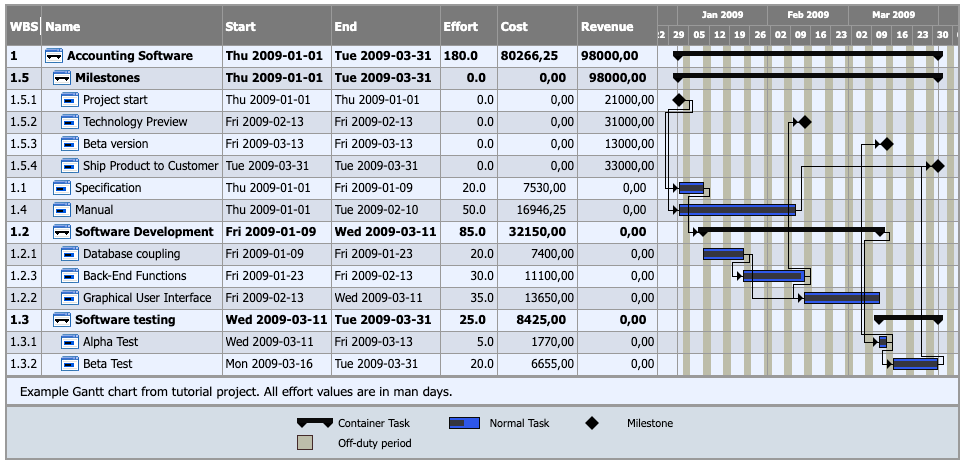 Jan 2009 Feb 2009 Mar 2009
WBS Name Start End Effort Cost Revenue
22 29 05 12 19 26 02 09 16 23 02 09 16 23 30
1 Accounting Software Thu 2009-01-01 Tue 2009-03-31 180.0 80266,25 98000,00
1.5 Milestones Thu 2009-01-01 Tue 2009-03-31 0.0 0,00 98000,00
1.5.1 Project start Thu 2009-01-01 Thu 2009-01-01 0.0 0,00 21000,00
1.5.2 Technology Preview Fri 2009-02-13 Fri 2009-02-13 0.0 0,00 31000,00
1.5.3 Beta version Fri 2009-03-13 Fri 2009-03-13 0.0 0,00 13000,00
1.5.4 Ship Product to Customer Tue 2009-03-31 Tue 2009-03-31 0.0 0,00 33000,00
1.1 Specification Thu 2009-01-01 Fri 2009-01-09 20.0 7530,00 0,00
1.4 Manual Thu 2009-01-01 Tue 2009-02-10 50.0 16946,25 0,00
1.2 Software Development Fri 2009-01-09 Wed 2009-03-11 85.0 32150,00 0,00
1.2.1 Database coupling Fri 2009-01-09 Fri 2009-01-23 20.0 7400,00 0,00
1.2.3 Back-End Functions Fri 2009-01-23 Fri 2009-02-13 30.0 11100,00 0,00
1.2.2 Graphical User Interface Fri 2009-02-13 Wed 2009-03-11 35.0 13650,00 0,00
1.3 Software testing Wed 2009-03-11 Tue 2009-03-31 25.0 8425,00 0,00
1.3.1 Alpha Test Wed 2009-03-11 Fri 2009-03-13 5.0 1770,00 0,00
1.3.2 Beta Test Mon 2009-03-16 Tue 2009-03-31 20.0 6655,00 0,00
Example Gantt chart from tutorial project. All effort values are in man days.
Container Task Normal Task Milestone
Off-duty period